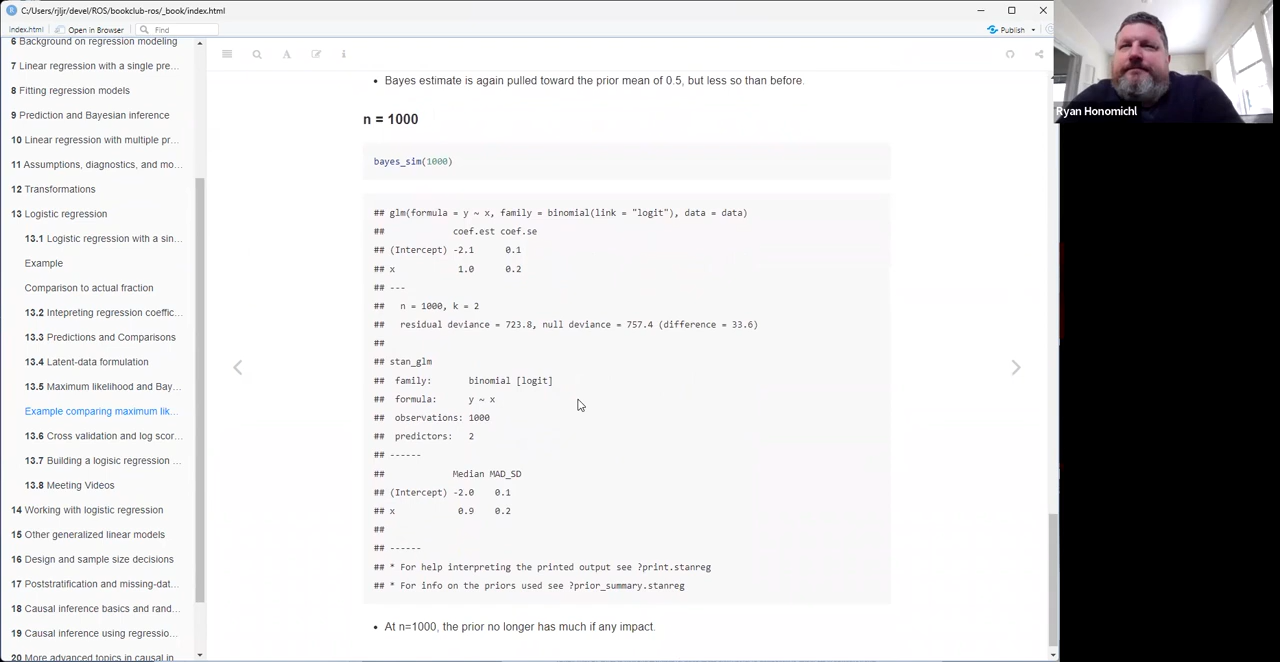 C:/Users/rjljr/devel/ROS/bookclub-ros/_book/index.html
index.html
Open in Browser
Find
Publish
6 Background on regression modeling
7 Linear regression with a single pre...
8 Fitting regression models
9 Prediction and Bayesian inference
10 Linear regression with multiple pr...
11 Assumptions, diagnostics, and mo...
12 Transformations
13 Logistic regression
13.1 Logistic regression with a sin...
Example
Comparison to actual fraction
13.2 Intepreting regression coeffic...
13.3 Predictions and Comparisons
13.4 Latent-data formulation
13.5 Maximum likelihood and Bay...
Example comparing maximum lik...
13.6 Cross validation and log scor...
13.7 Building a logisic regression ...
13.8 Meeting Videos
14 Working with logistic regression
15 Other generalized linear models
16 Design and sample size decisions
17 Poststratification and missing-dat...
18 Causal inference basics and rand...
19 Causal inference using regressio...
20 More advanced topics in causal in
• Bayes estimate is again pulled toward the prior mean of 0.5, but less so than before.
n = 1000
bayes_sim(1000)
## glm(formula = y ~ x, family = binomial(link = "logit"), data = data)
## coef.est coef.se
## (Intercept) -2.1 0.1
## x 1.0 0.2
## ---
## n = 1000, k = 2
## residual deviance = 723.8, null deviance = 757.4 (difference = 33.6)
##
## stan_glm
## family: binomial [logit]
## formula: y ~ x
## observations: 1000
## predictors: 2
## ------
## Median MAD_SD
## (Intercept) -2.0 0.1
## x 0.9 0.2
##
## ------
## * For help interpreting the printed output see ?print.stanreg
## * For info on the priors used see ?prior_summary.stanreg
• At n=1000, the prior no longer has much if any impact.
Ryan Honomichl